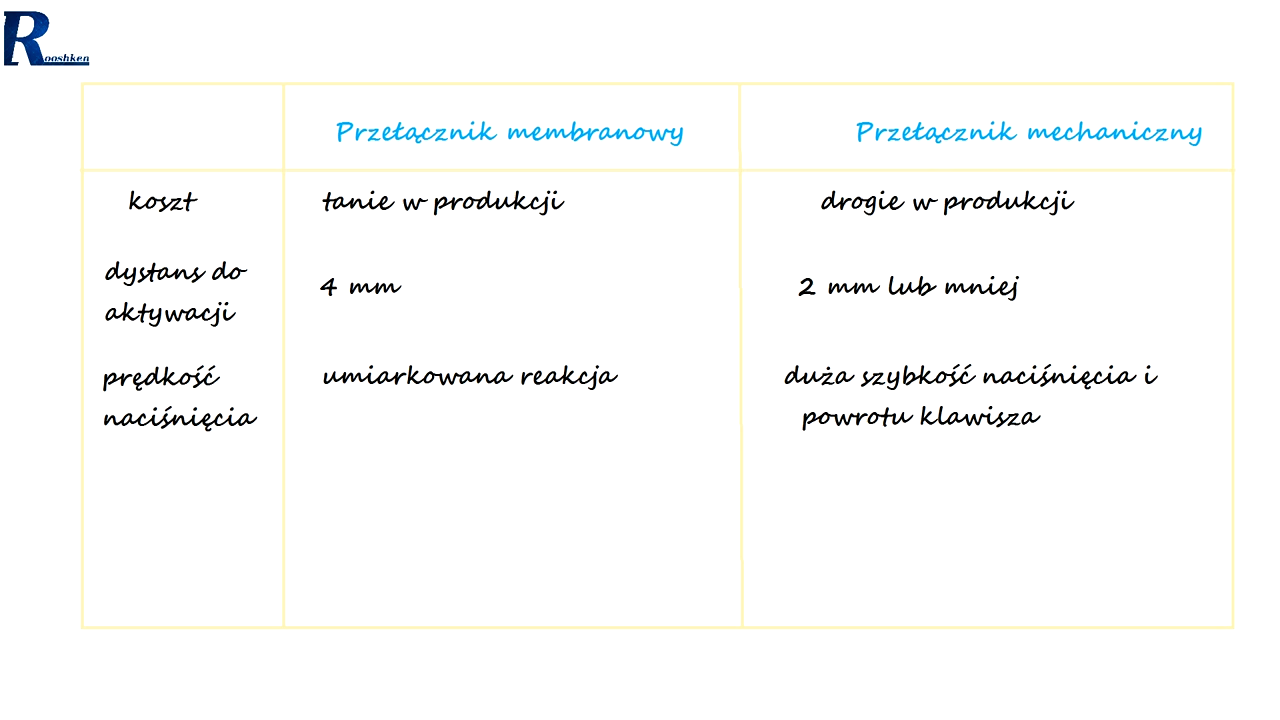 Rooshken
Przełącznik membranowy
Przełącznik mechaniczny
koszt
tanie w produkcji
drogie w produkcji
dystans do
aktywacji
4 mm
2 mm lub mniej
prędkość
naciśnięcia
umiarkowana reakcja
duża szybkość naciśnięcia i
powrotu klawisza